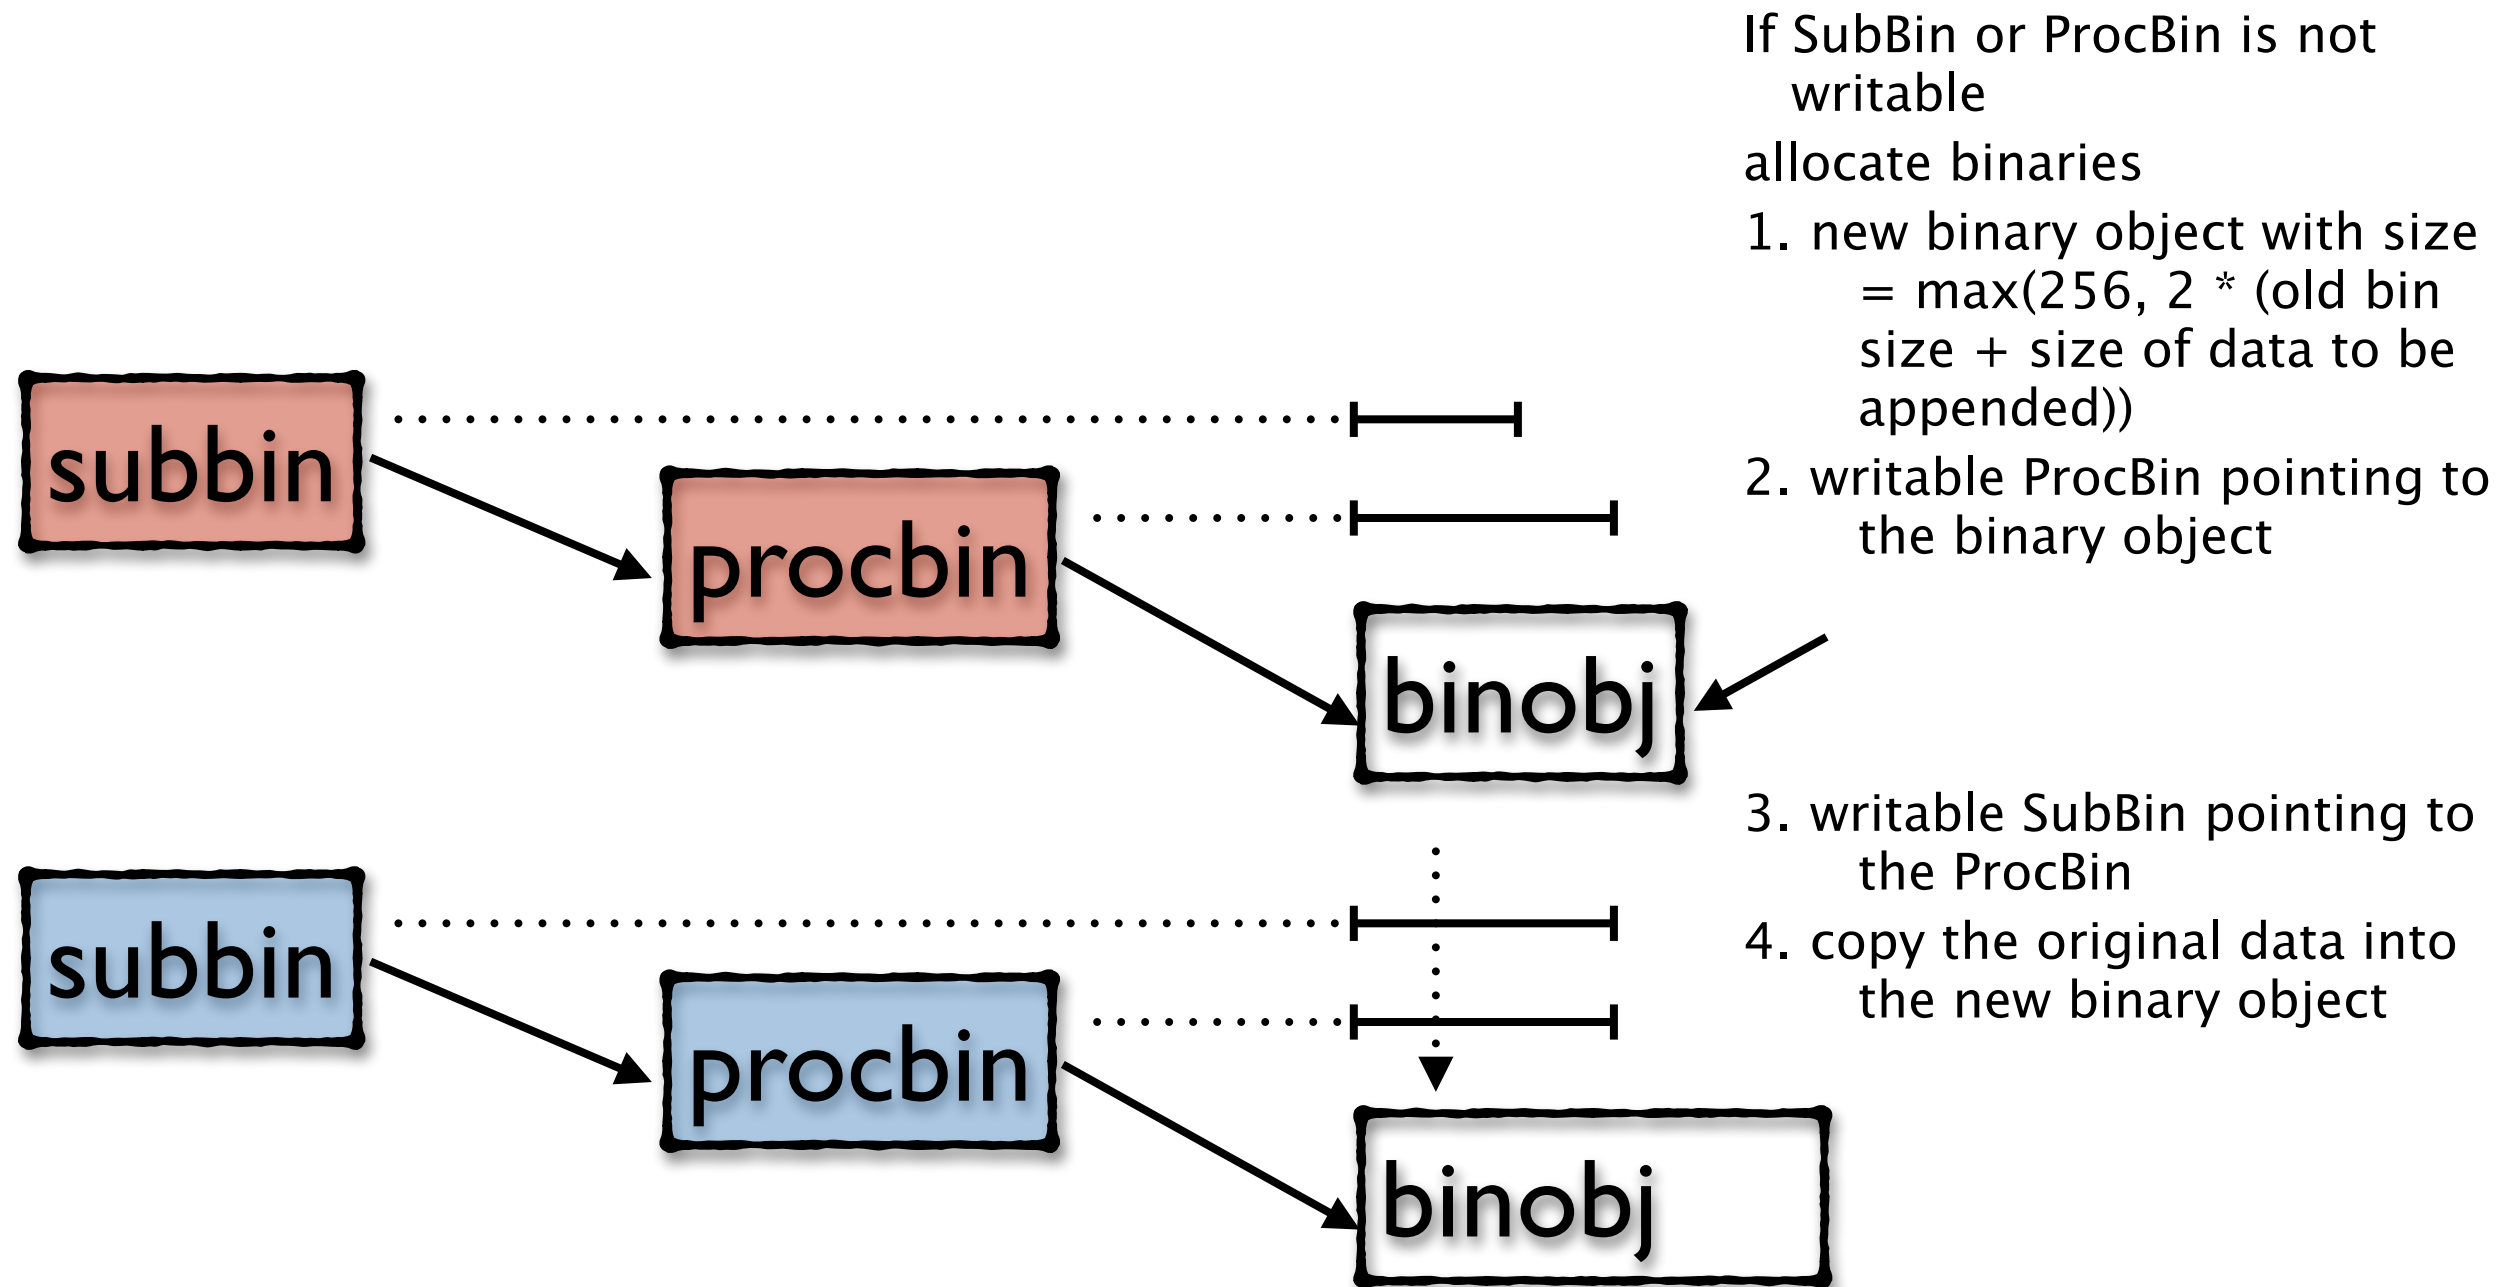 If SubBin or ProcBin is not
writable
allocate binaries
1. new binary object with size
= max(256, 2 * (old bin
size + size of data to be
appended))
2. writable ProcBin pointing to
the binary object
subbin
procbin
binobj
3. writable SubBin pointing to
the ProcBin
4. copy the original data into
the new binary object
subbin
procbin
binobj